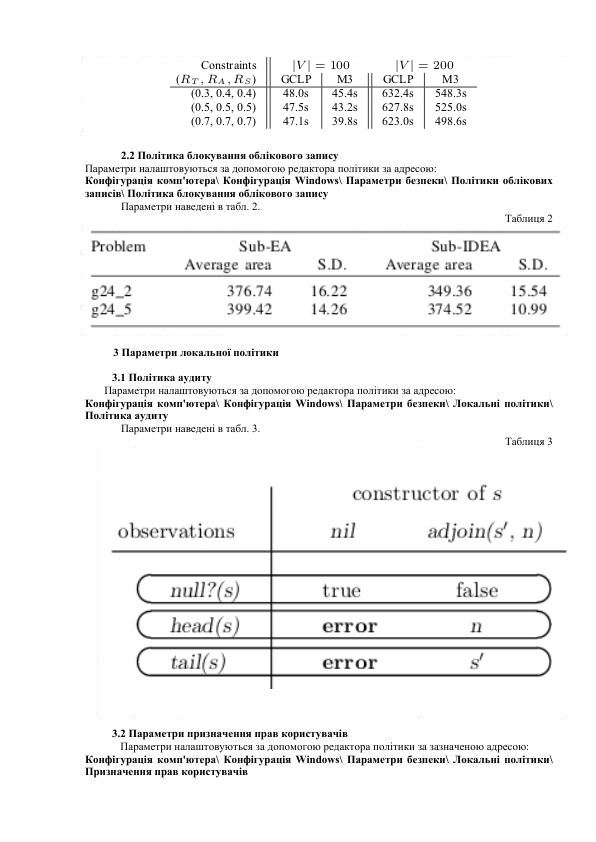 Constraints |V| = 100 |V| = 200
(R_T, R_A, R_S) GCLP M3 GCLP M3
(0.3, 0.4, 0.4) 48.0s 45.4s 632.4s 548.3s
(0.5, 0.5, 0.5) 47.5s 43.2s 627.8s 525.0s
(0.7, 0.7, 0.7) 47.1s 39.8s 623.0s 498.6s
2.2 Політика блокування облікового запису
Параметри налаштовуються за допомогою редактора політики за адресою:
Конфігурація комп'ютера\ Конфігурація Windows\ Параметри безпеки\ Політики облікових
записів\ Політика блокування облікового запису
Параметри наведені в табл. 2.
Таблиця 2
Problem Sub-EA Sub-IDEA
Average area S.D. Average area S.D.
g24_2 376.74 16.22 349.36 15.54
g24_5 399.42 14.26 374.52 10.99
3 Параметри локальної політики
3.1 Політика аудиту
Параметри налаштовуються за допомогою редактора політики за адресою:
Конфігурація комп'ютера\ Конфігурація Windows\ Параметри безпеки\ Локальні політики\
Політика аудиту
Параметри наведені в табл. 3.
Таблиця 3
constructor of s
observations nil adjoin(s′, n)
null?(s) true false
head(s) error n
tail(s) error s′
3.2 Параметри призначення прав користувачів
Параметри налаштовуються за допомогою редактора політики за зазначеною адресою:
Конфігурація комп'ютера\ Конфігурація Windows\ Параметри безпеки\ Локальні політики\
Призначення прав користувачів